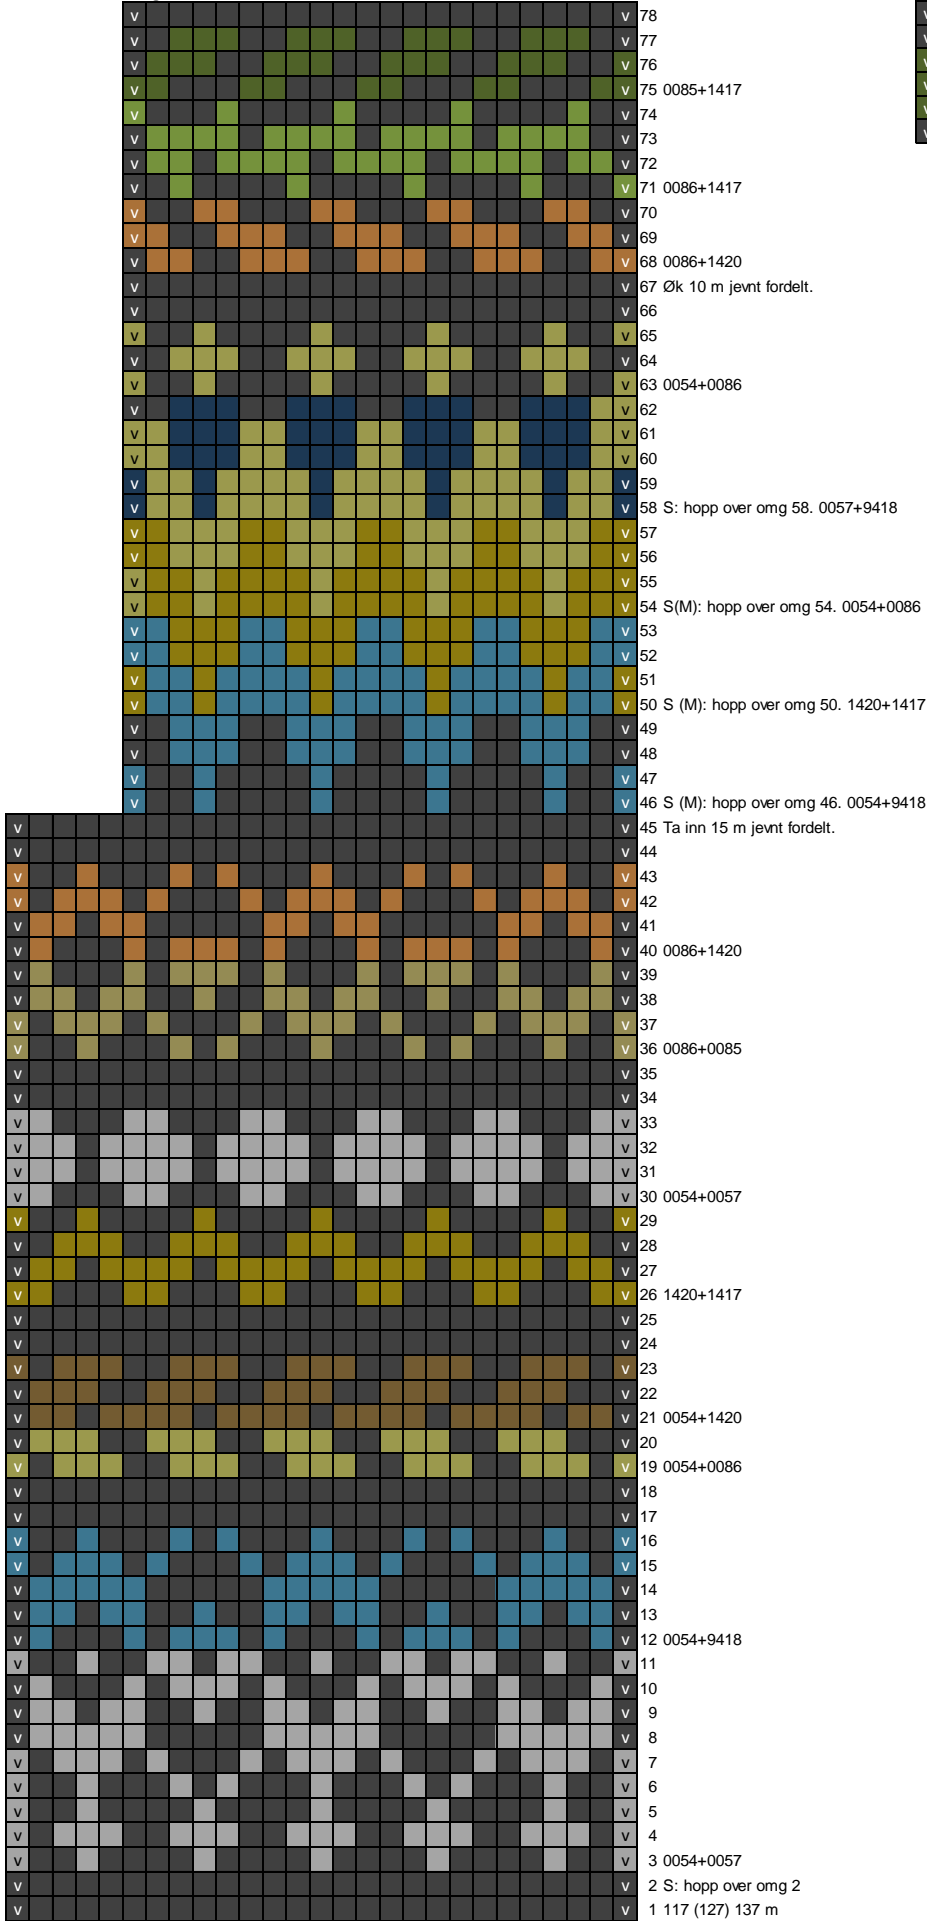 v v 78
v v 77
v v 76
v v 75 0085+1417
v v 74
v v 73
v v 72
v v 71 0086+1417
v v 70
v v 69
v v 68 0086+1420
v v 67 Øk 10 m jevnt fordelt.
v v 66
v v 65
v v 64
v v 63 0054+0086
v v 62
v v 61
v v 60
v v 59
v v 58 S: hopp over omg 58. 0057+9418
v v 57
v v 56
v v 55
v v 54 S(M): hopp over omg 54. 0054+0086
v v 53
v v 52
v v 51
v v 50 S (M): hopp over omg 50. 1420+1417
v v 49
v v 48
v v 47
v v 46 S (M): hopp over omg 46. 0054+9418
v v 45 Ta inn 15 m jevnt fordelt.
v v 44
v v 43
v v 42
v v 41
v v 40 0086+1420
v v 39
v v 38
v v 37
v v 36 0086+0085
v v 35
v v 34
v v 33
v v 32
v v 31
v v 30 0054+0057
v v 29
v v 28
v v 27
v v 26 1420+1417
v v 25
v v 24
v v 23
v v 22
v v 21 0054+1420
v v 20
v v 19 0054+0086
v v 18
v v 17
v v 16
v v 15
v v 14
v v 13
v v 12 0054+9418
v v 11
v v 10
v v 9
v v 8
v v 7
v v 6
v v 5
v v 4
v v 3 0054+0057
v v 2 S: hopp over omg 2
v v 1 117 (127) 137 m